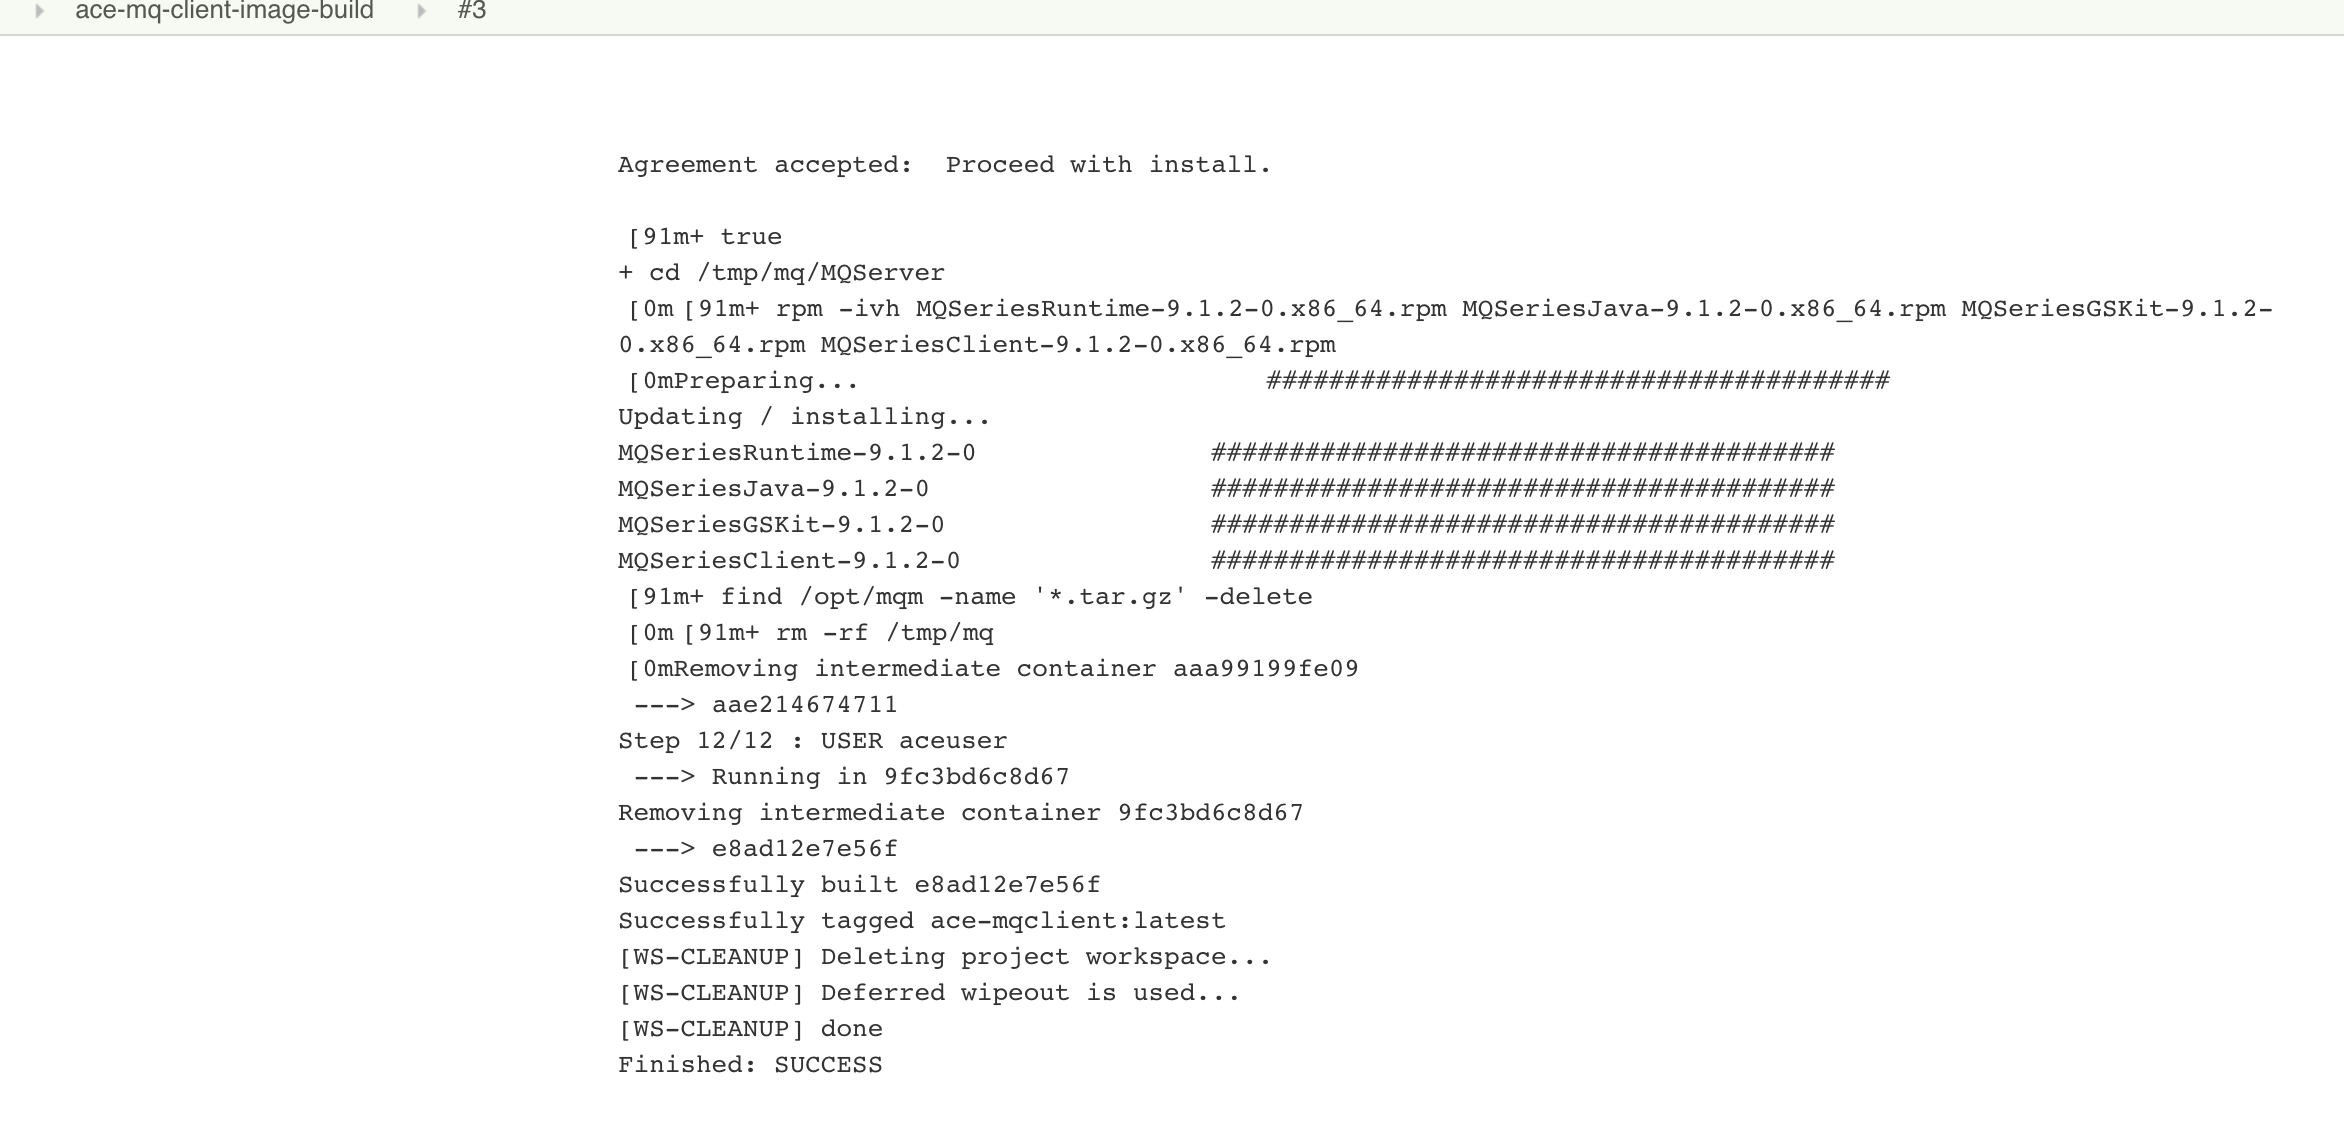 ace-mq-client-image-build #3
Agreement accepted:  Proceed with install.
[91m+ true
+ cd /tmp/mq/MQServer
[0m [91m+ rpm -ivh MQSeriesRuntime-9.1.2-0.x86_64.rpm MQSeriesJava-9.1.2-0.x86_64.rpm MQSeriesGSKit-9.1.2-
0.x86_64.rpm MQSeriesClient-9.1.2-0.x86_64.rpm
[0mPreparing... ########################################
Updating / installing...
MQSeriesRuntime-9.1.2-0 ########################################
MQSeriesJava-9.1.2-0 ########################################
MQSeriesGSKit-9.1.2-0 ########################################
MQSeriesClient-9.1.2-0 ########################################
[91m+ find /opt/mqm -name '*.tar.gz' -delete
[0m [91m+ rm -rf /tmp/mq
[0mRemoving intermediate container aaa99199fe09
---> aae214674711
Step 12/12 : USER aceuser
---> Running in 9fc3bd6c8d67
Removing intermediate container 9fc3bd6c8d67
---> e8ad12e7e56f
Successfully built e8ad12e7e56f
Successfully tagged ace-mqclient:latest
[WS-CLEANUP] Deleting project workspace...
[WS-CLEANUP] Deferred wipeout is used...
[WS-CLEANUP] done
Finished: SUCCESS